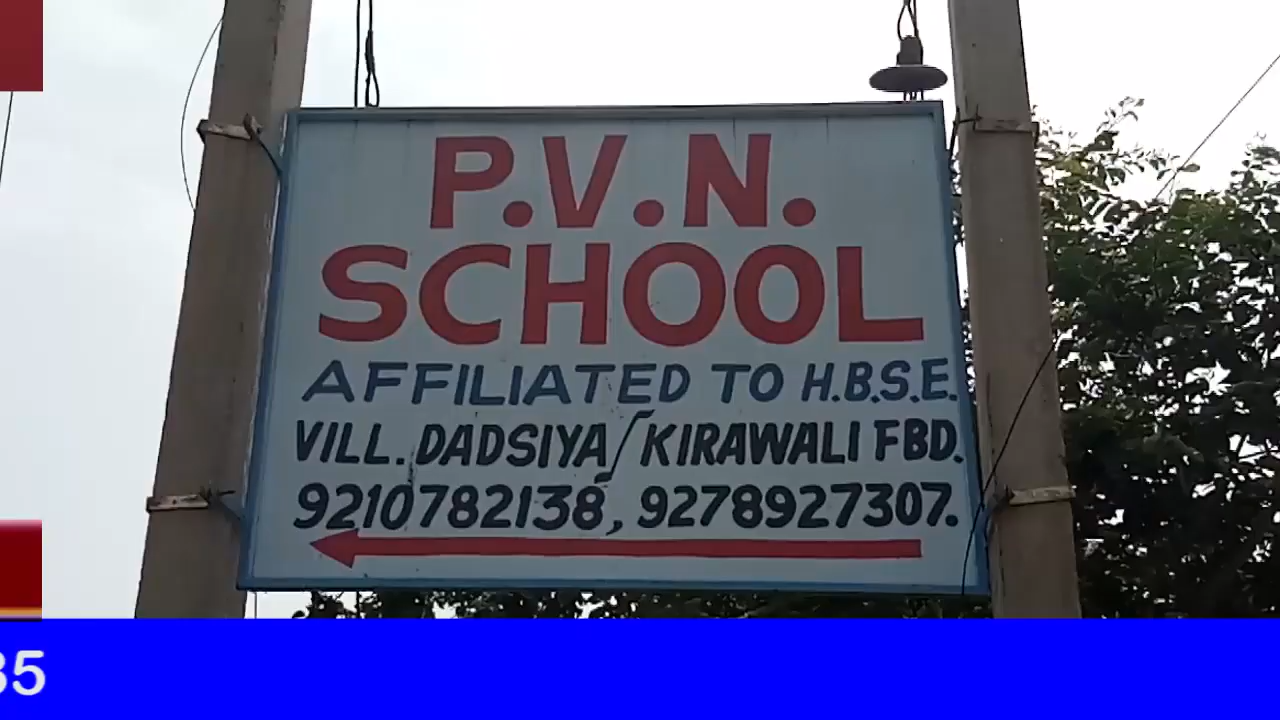 P.V.N.
SCHOOL
AFFILIATED TO H.B.S.E.
VILL. DADSIYA/KIRAWALI FBD.
9210782138, 9278927307.
35